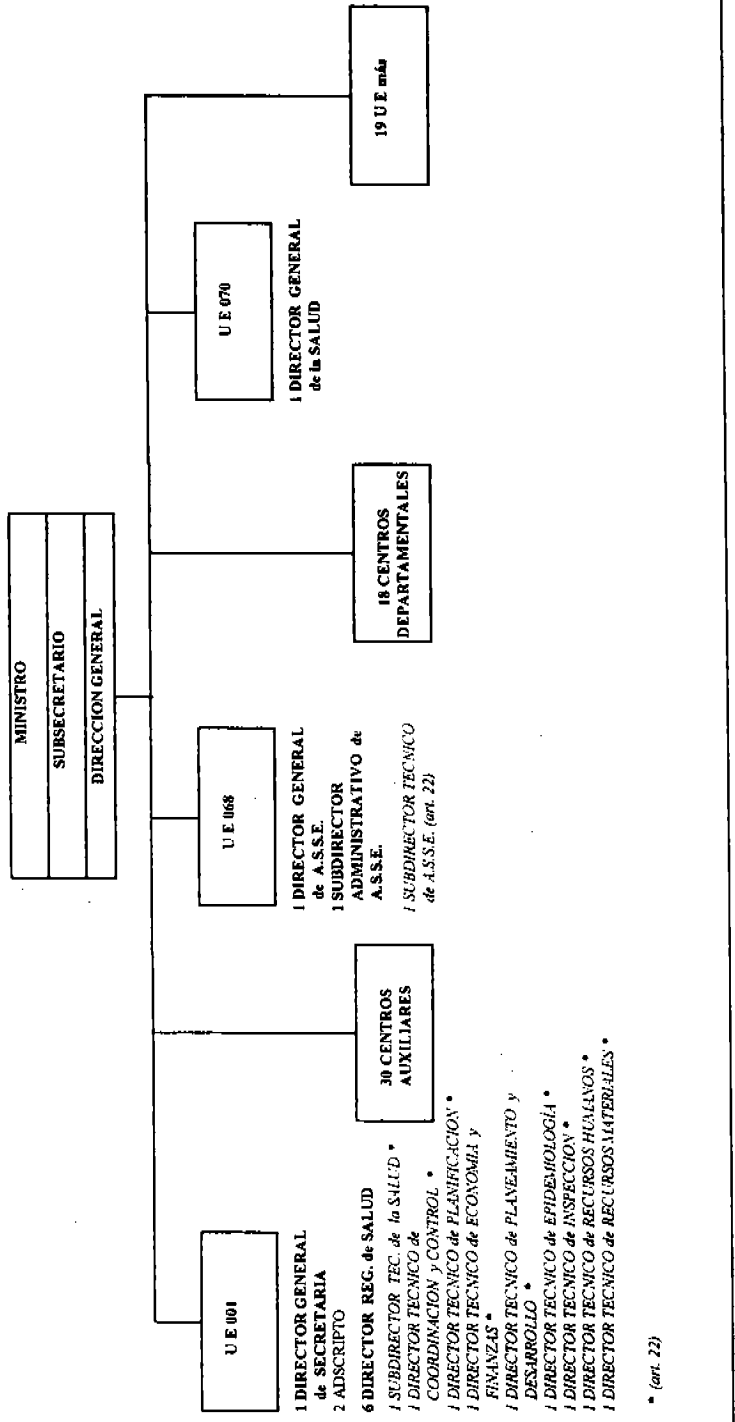 MINISTRO
SUBSECRETARIO
DIRECCION GENERAL
U E 001
1 DIRECTOR GENERAL
de SECRETARIA
2 ADSCRIPTO
6 DIRECTOR REG. de SALUD
1 SUBDIRECTOR TEC. de la SALUD *
1 DIRECTOR TECNICO de
COORDINACION y CONTROL *
1 DIRECTOR TECNICO de PLANIFICACION *
1 DIRECTOR TECNICO de ECONOMIA y
FINANZAS *
1 DIRECTOR TECNICO de PLANEAMIENTO y
DESARROLLO *
1 DIRECTOR TECNICO de EPIDEMIOLOGÍA *
1 DIRECTOR TECNICO de INSPECCION *
1 DIRECTOR TECNICO de RECURSOS HUMANOS *
1 DIRECTOR TECNICO de RECURSOS MATERIALES *
* (art. 22)
30 CENTROS
AUXILIARES
U E 068
1 DIRECTOR GENERAL
de A.S.S.E.
1 SUBDIRECTOR
ADMINISTRATIVO de
A.S.S.E.
1 SUBDIRECTOR TECNICO
de A.S.S.E. (art. 22)
18 CENTROS
DEPARTAMENTALES
U E 070
1 DIRECTOR GENERAL
de la SALUD
19 U E más